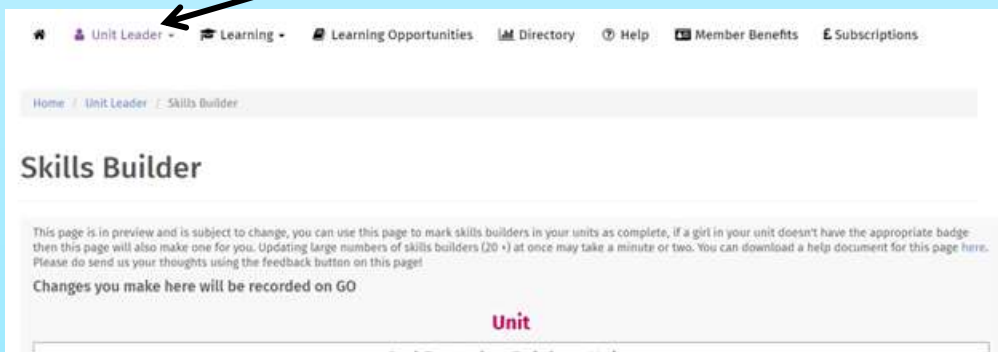 Unit Leader Learning Learning Opportunities Directory Help Member Benefits £ Subscriptions
Home / Unit Leader / Skills Builder
Skills Builder
This page is in preview and is subject to change, you can use this page to mark skills builders in your units as complete, if a girl in your unit doesn't have the appropriate badge
then this page will also make one for you. Updating large numbers of skills builders (20 +) at once may take a minute or two. You can download a help document for this page here.
Please do send us your thoughts using the feedback button on this page!
Changes you make here will be recorded on GO
Unit